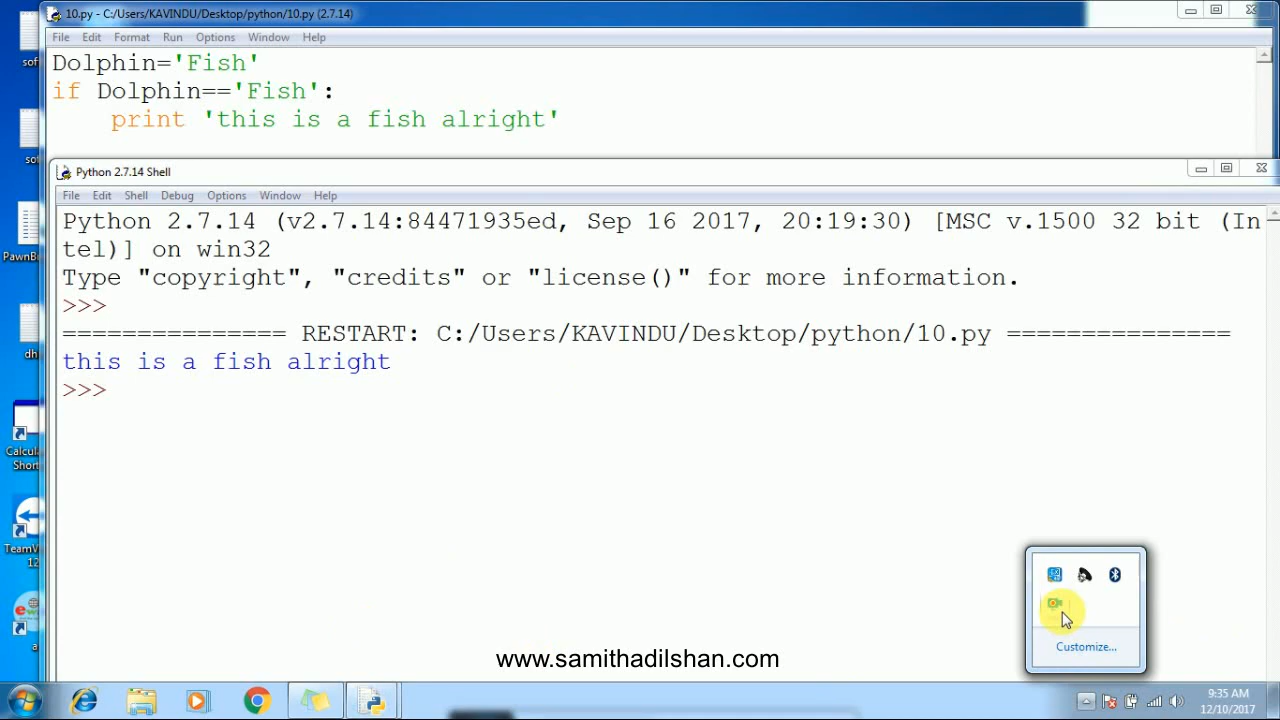 10.py - C:/Users/KAVINDU/Desktop/python/10.py (2.7.14)
File Edit Format Run Options Window Help
Dolphin='Fish'
if Dolphin=='Fish':
print 'this is a fish alright'
Python 2.7.14 Shell
File Edit Shell Debug Options Window Help
Python 2.7.14 (v2.7.14:84471935ed, Sep 16 2017, 20:19:30) [MSC v.1500 32 bit (In
tel)] on win32
Type "copyright", "credits" or "license()" for more information.
>>>
=============== RESTART: C:/Users/KAVINDU/Desktop/python/10.py ===============
this is a fish alright
>>>
Calcula
Short
TeamV
12
Customize...
www.samithadilshan.com
9:35 AM
12/10/2017